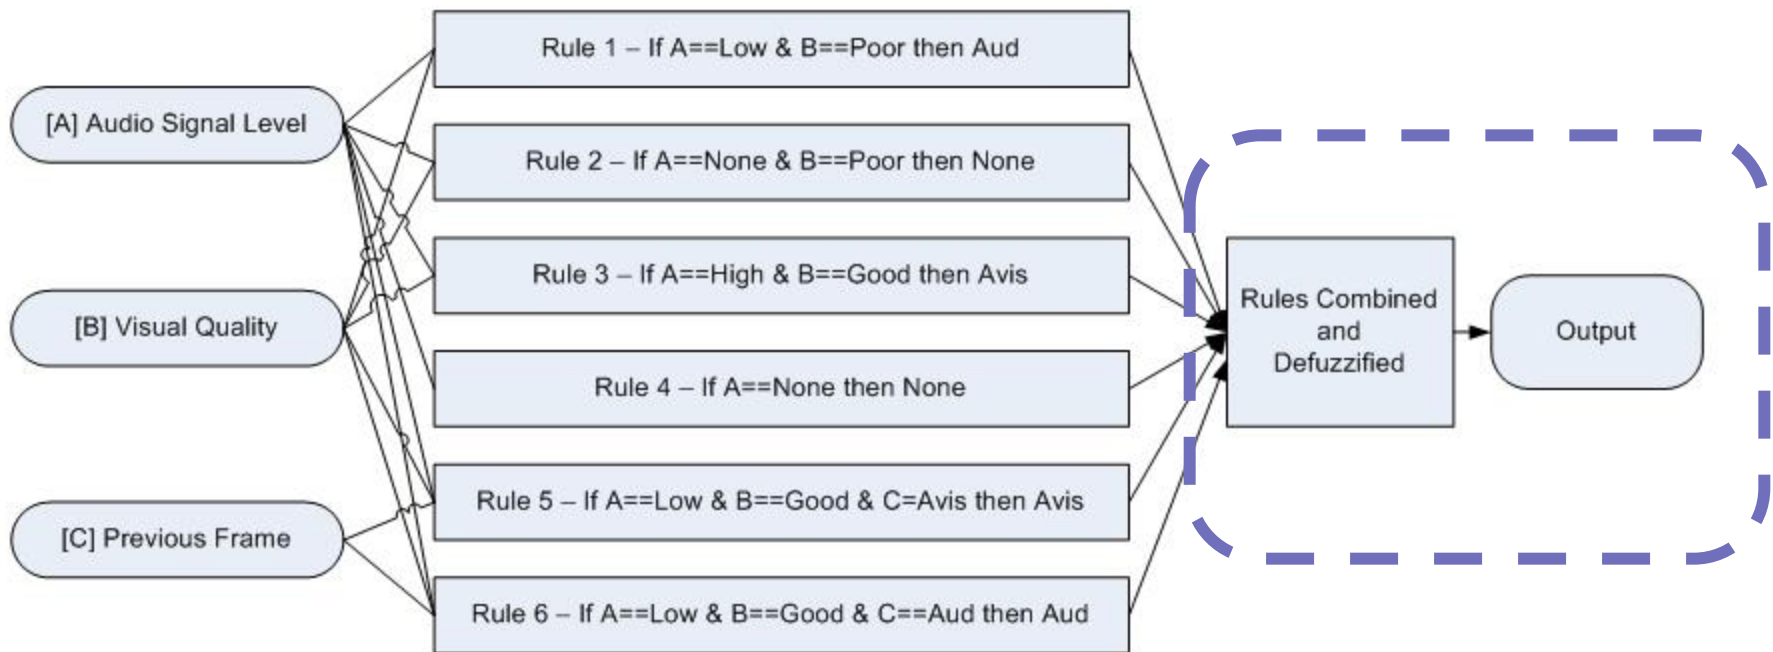 [A] Audio Signal Level
[B] Visual Quality
[C] Previous Frame
Rule 1 – If A==Low & B==Poor then Aud
Rule 2 – If A==None & B==Poor then None
Rule 3 – If A==High & B==Good then Avis
Rule 4 – If A==None then None
Rule 5 – If A==Low & B==Good & C=Avis then Avis
Rule 6 – If A==Low & B==Good & C==Aud then Aud
Rules Combined
and
Defuzzified
Output